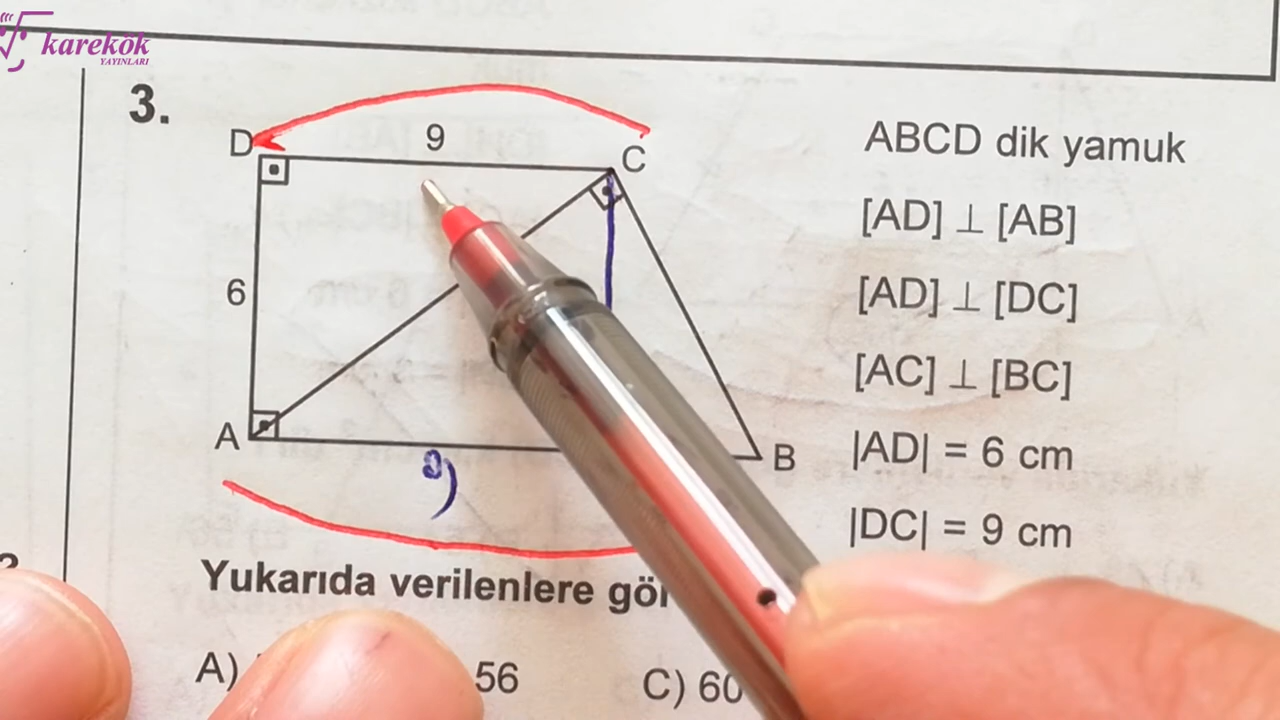 karekök
YAYINLARI
3.
D
9
C
6
A
B
9
ABCD dik yamuk
[AD] ⊥ [AB]
[AD] ⊥ [DC]
[AC] ⊥ [BC]
|AD| = 6 cm
|DC| = 9 cm
Yukarıda verilenlere gör
A) 56 C) 60